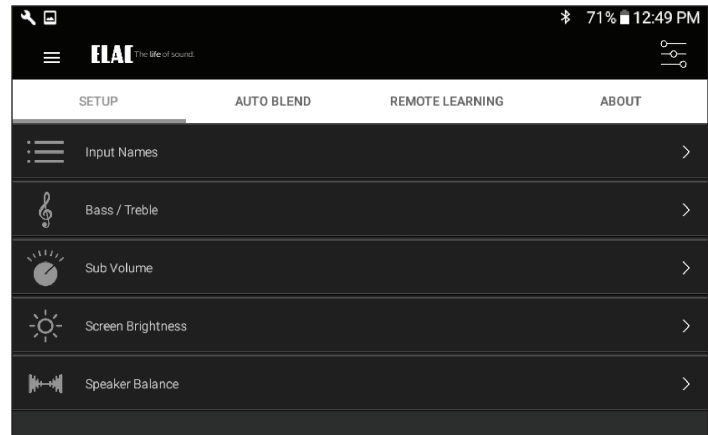 71% 12:49 PM
ELAC The life of sound.
SETUP AUTO BLEND REMOTE LEARNING ABOUT
Input Names
Bass / Treble
Sub Volume
Screen Brightness
Speaker Balance